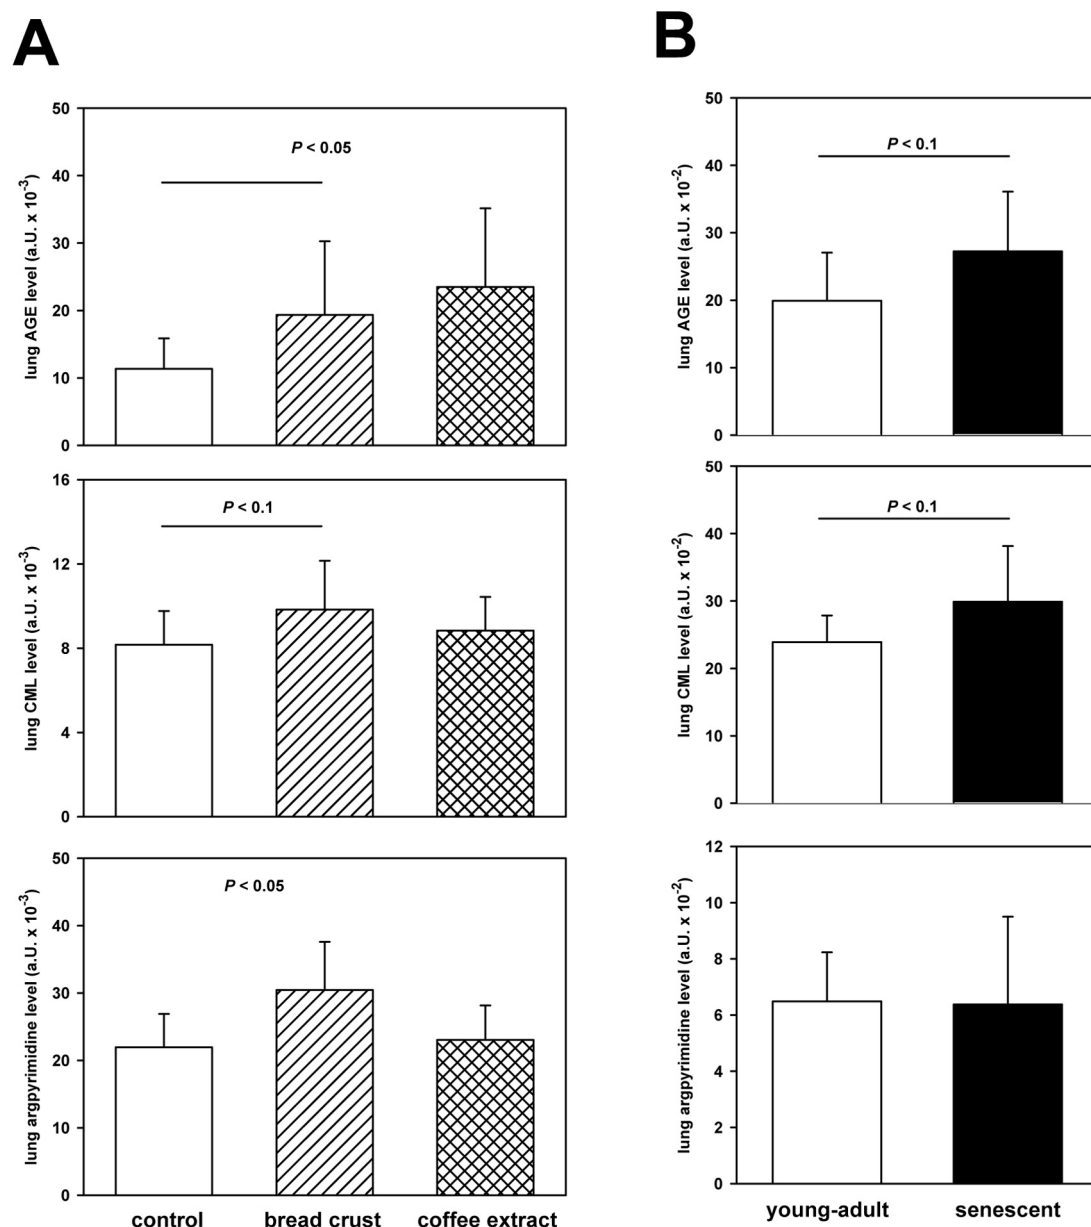 A
B
lung AGE level (a.U. x 10⁻³)
50
40
30
20
10
0
P < 0.05
lung AGE level (a.U. x 10⁻²)
50
40
30
20
10
0
P < 0.1
lung CML level (a.U. x 10⁻³)
16
12
8
4
0
P < 0.1
lung CML level (a.U. x 10⁻²)
50
40
30
20
10
0
P < 0.1
lung argpyrimidine level (a.U. x 10⁻³)
50
40
30
20
10
0
P < 0.05
control bread crust coffee extract
lung argpyrimidine level (a.U. x 10⁻²)
12
10
8
6
4
2
0
young-adult senescent